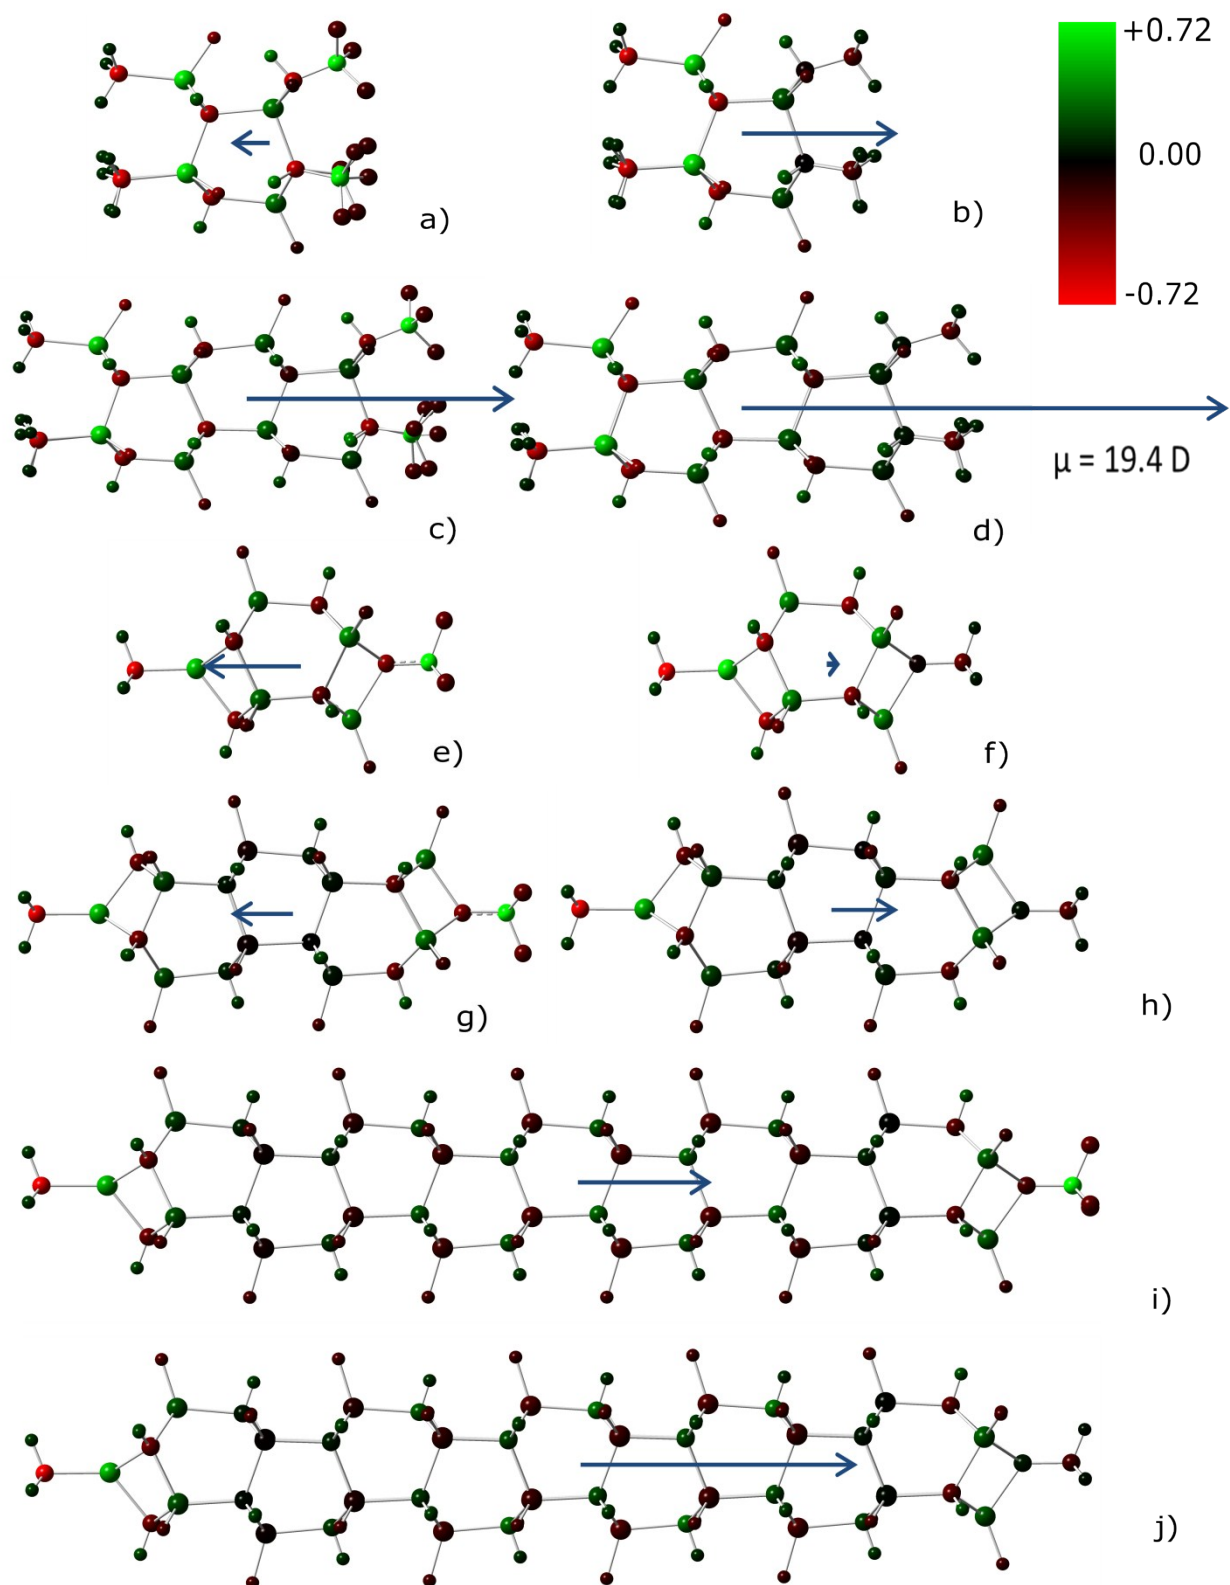 +0.72
0.00
-0.72
a)
b)
c)
μ = 19.4 D
d)
e)
f)
g)
h)
i)
j)